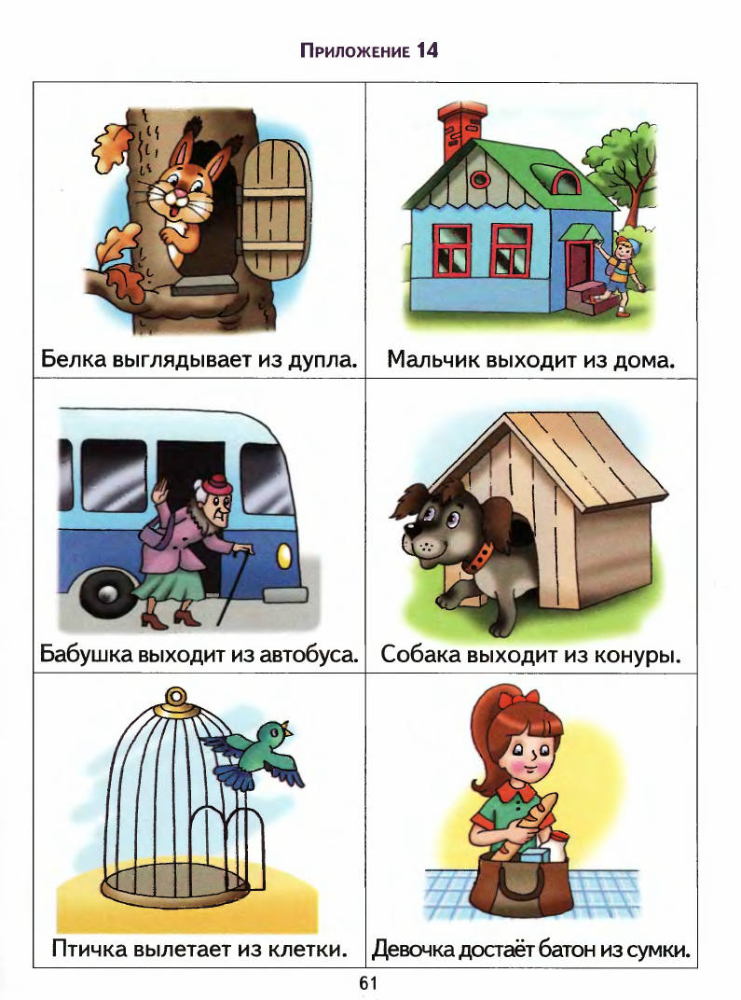 Приложение 14
Белка выглядывает из дупла.
Мальчик выходит из дома.
Бабушка выходит из автобуса.
Собака выходит из конуры.
Птичка вылетает из клетки.
Девочка достаёт батон из сумки.
61